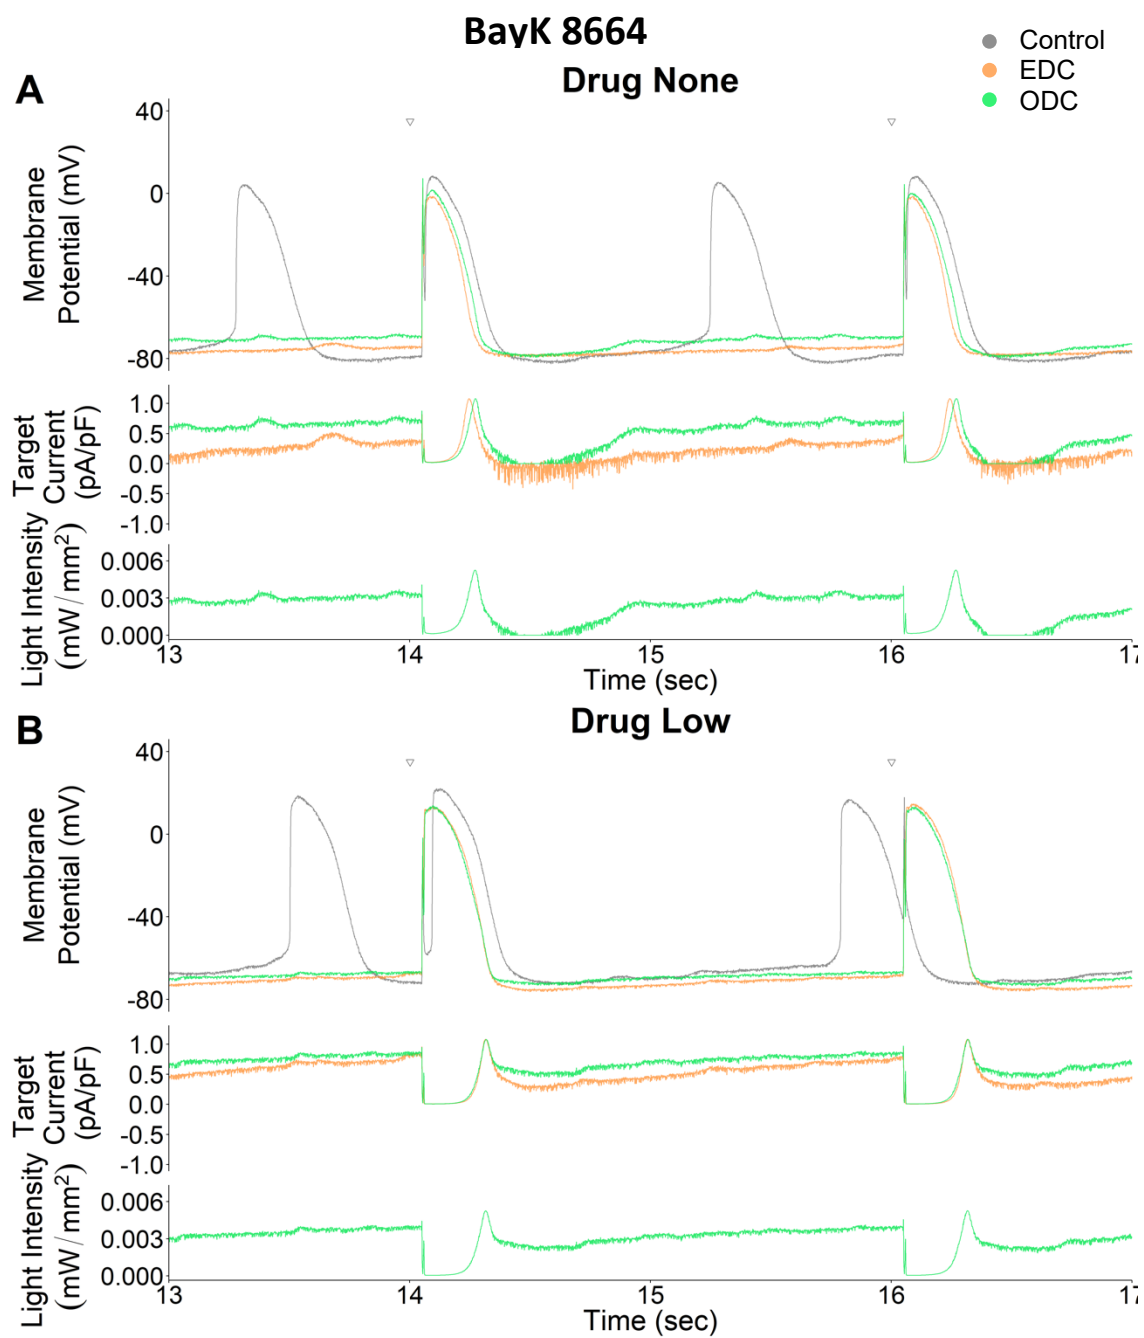 BayK 8664
Control
EDC
ODC
A
Drug None
Membrane
Potential (mV)
40
0
-40
-80
Target
Current
(pA/pF)
1.0
0.5
0.0
-0.5
-1.0
Light Intensity
(mW/mm²)
0.006
0.003
0.000
13
14
15
16
17
Time (sec)
B
Drug Low
Membrane
Potential (mV)
40
0
-40
-80
Target
Current
(pA/pF)
1.0
0.5
0.0
-0.5
-1.0
Light Intensity
(mW/mm²)
0.006
0.003
0.000
13
14
15
16
17
Time (sec)